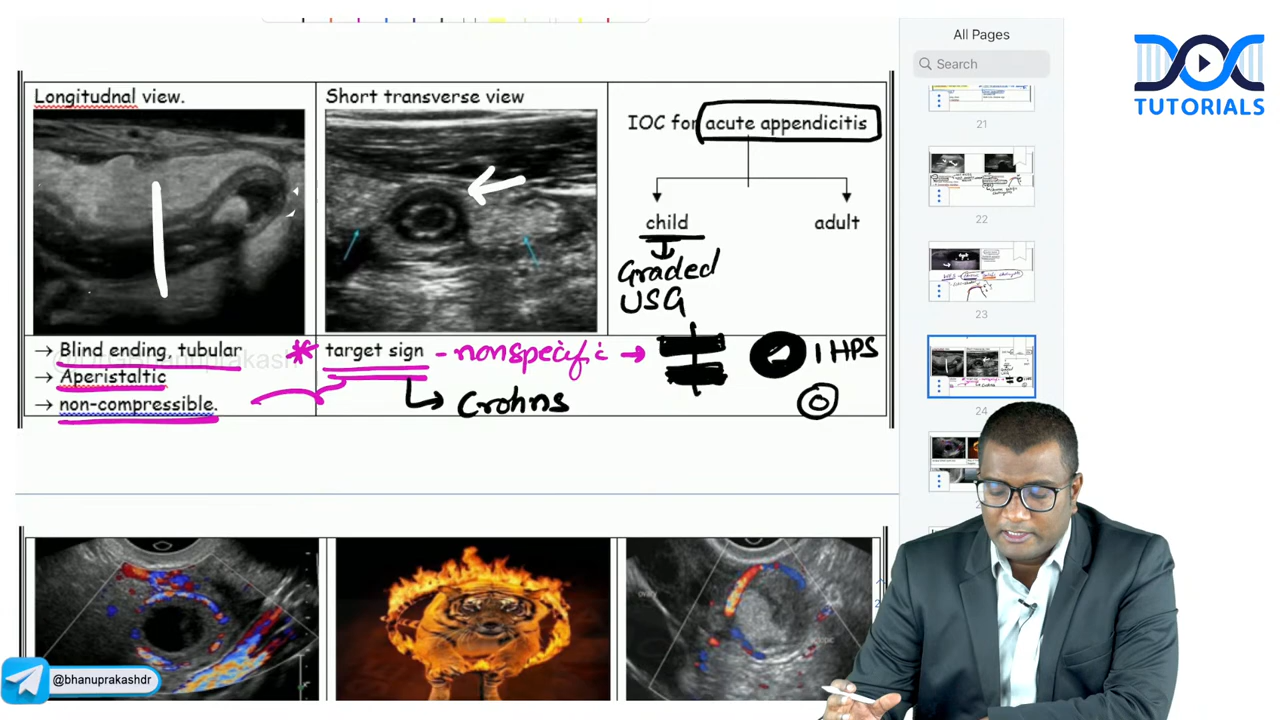 All Pages
Search
DOC
TUTORIALS
21
22
23
24
Longitudnal view.
Short transverse view
IOC for acute appendicitis
child
adult
Graded
USG
→ Blind ending, tubular
→ Aperistaltic
→ non-compressible.
target sign - nonspecific →
IHPS
Crohns
@bhanuprakashdr